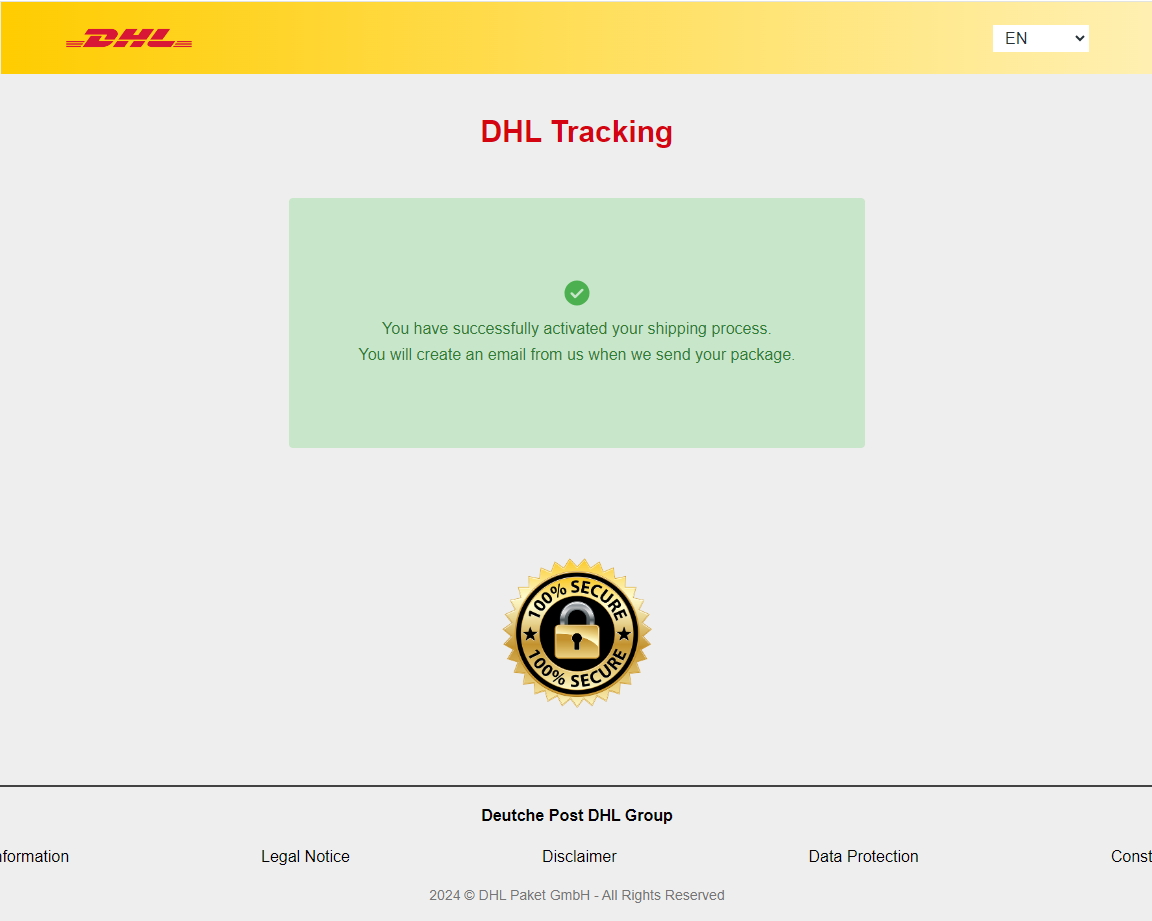 DHL
EN
DHL Tracking
You have successfully activated your shipping process.
You will create an email from us when we send your package.
100% SECURE
100% SECURE
Deutche Post DHL Group
nformation Legal Notice Disclaimer Data Protection Const
2024 © DHL Paket GmbH - All Rights Reserved